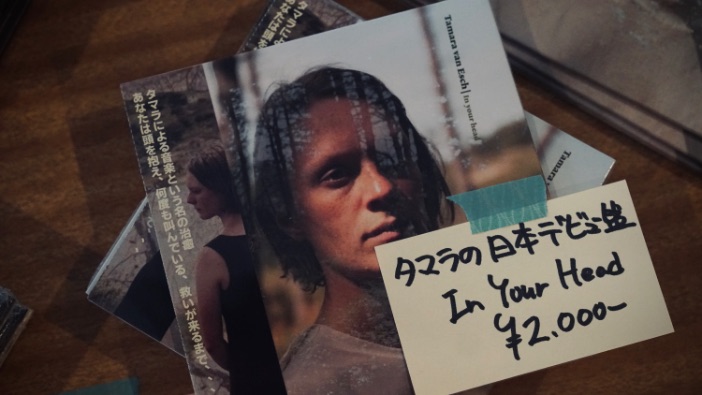 Tamara van Esch | In your head
タマラによる音楽という名の治癒
あなたは頭を抱え、何度も叫んでいる、救いが来るまで…
タマラの日本デビュー盤
In Your Head
¥2.000-
Tamara